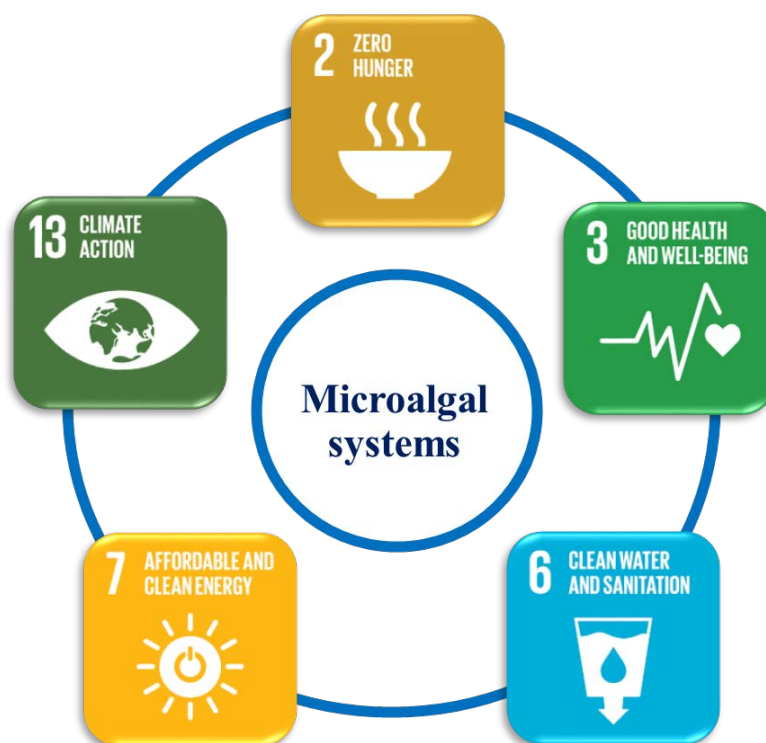 2 ZERO
HUNGER
13 CLIMATE
ACTION
3 GOOD HEALTH
AND WELL-BEING
Microalgal
systems
7 AFFORDABLE AND
CLEAN ENERGY
6 CLEAN WATER
AND SANITATION